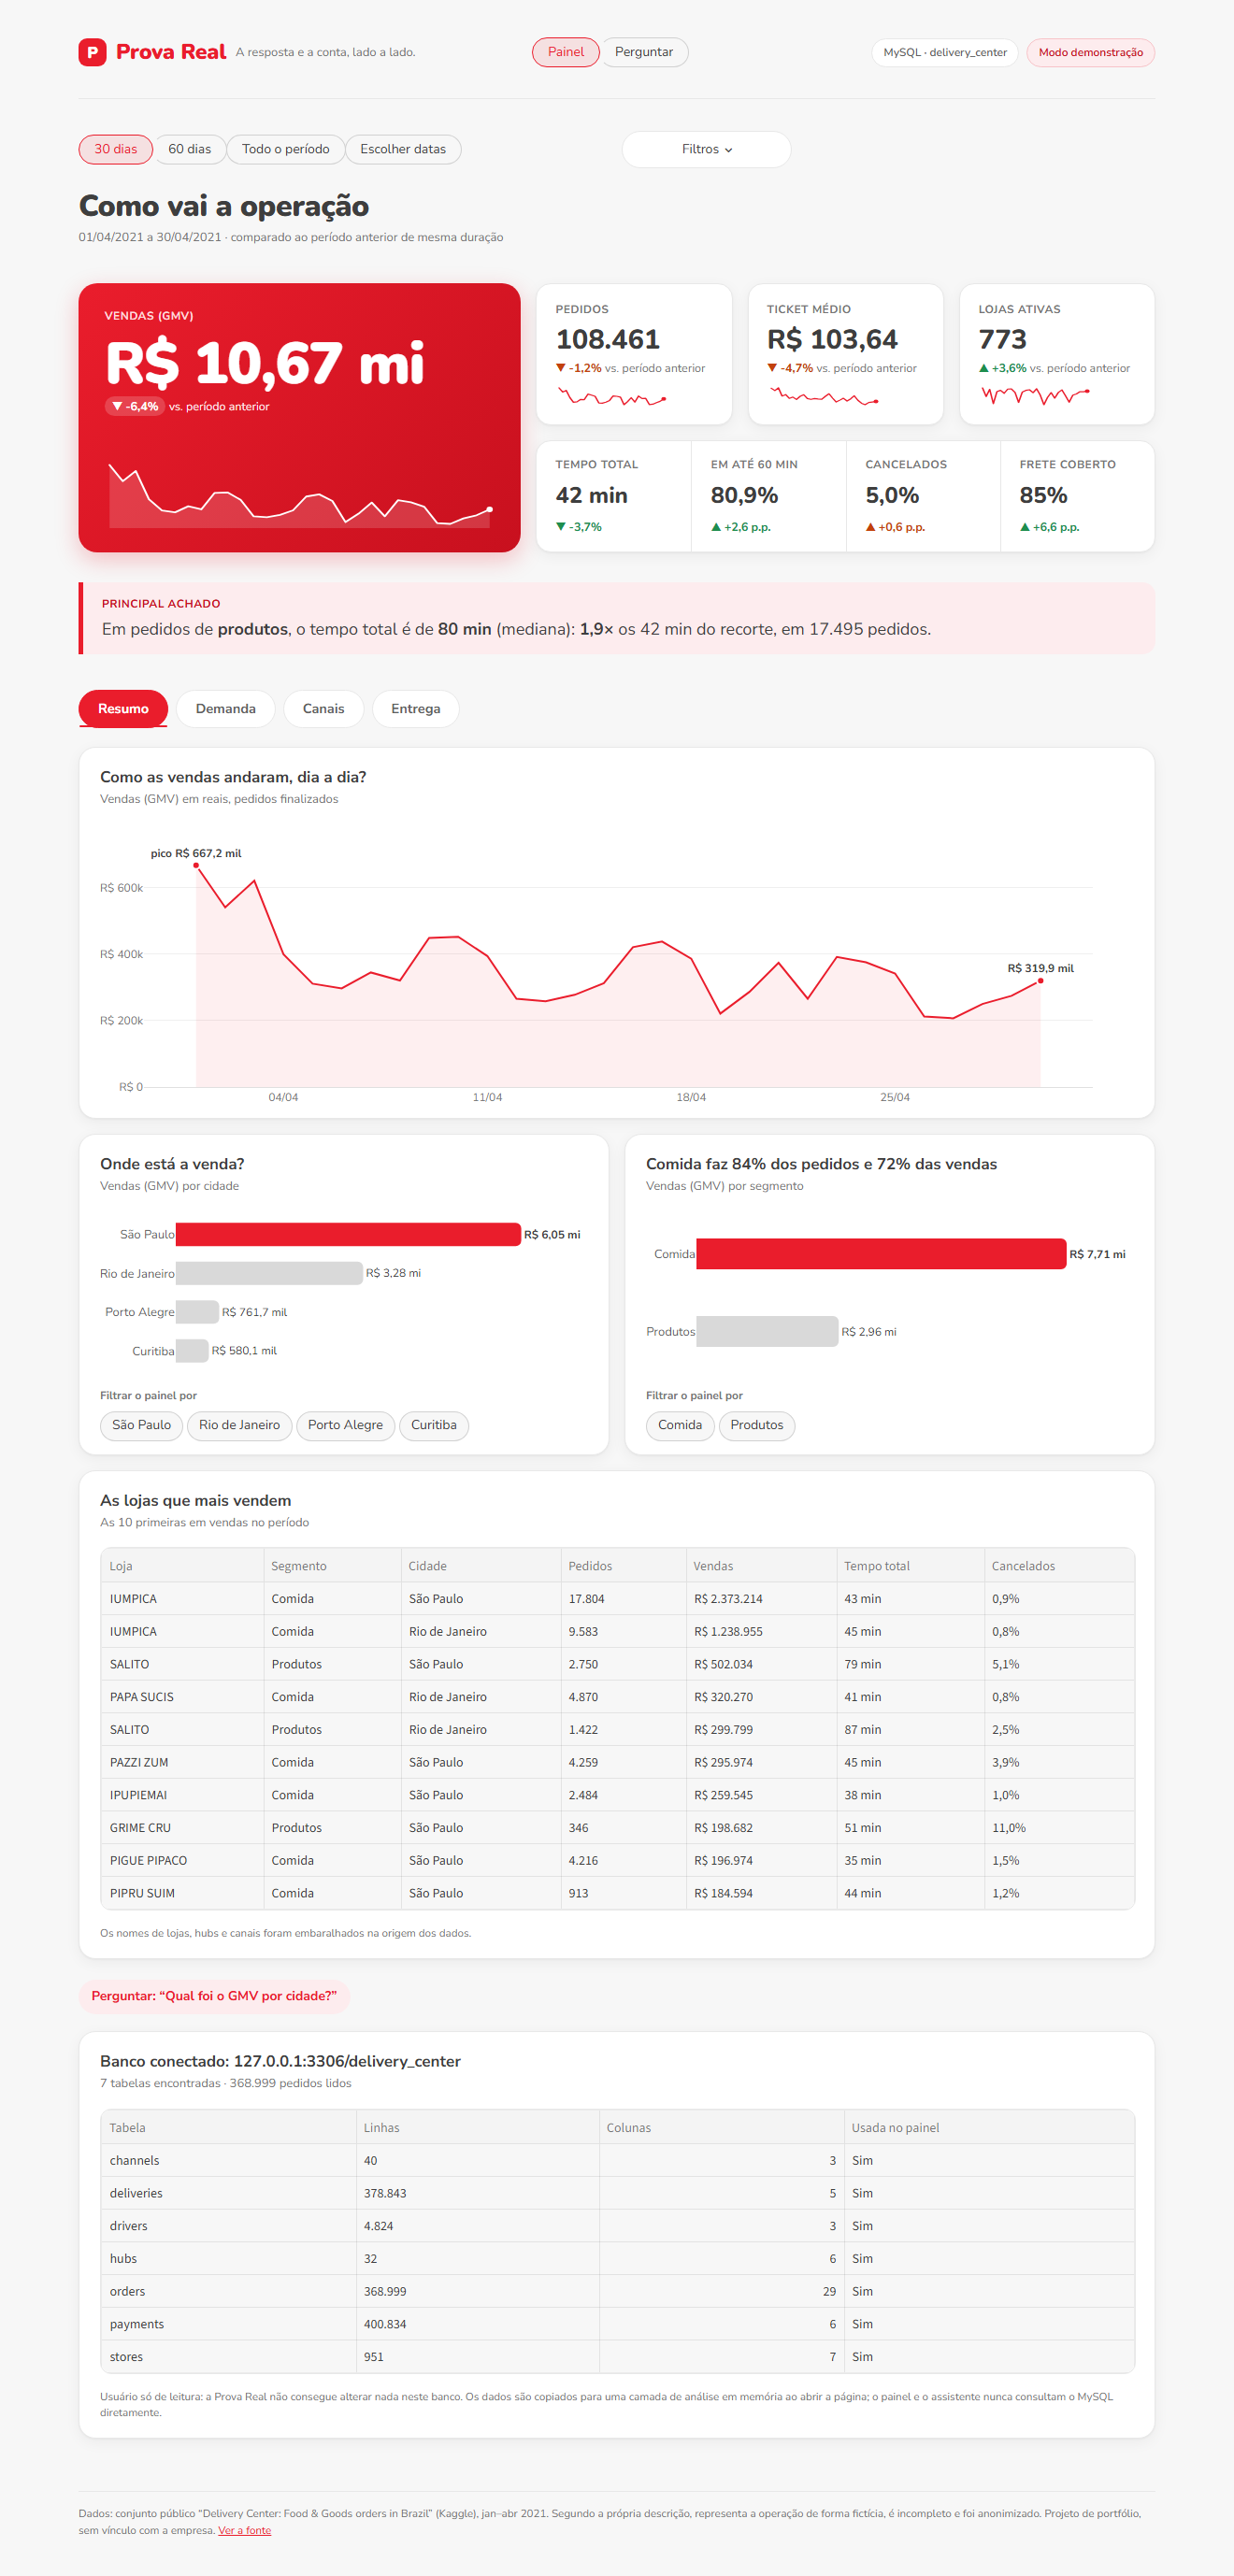 P Prova Real A resposta e a conta, lado a lado. Painel Perguntar MySQL · delivery_center Modo demonstração
30 dias 60 dias Todo o período Escolher datas Filtros
Como vai a operação
01/04/2021 a 30/04/2021 · comparado ao período anterior de mesma duração
VENDAS (GMV)
R$ 10,67 mi
▼ -6,4% vs. período anterior
PEDIDOS
108.461
▼ -1,2% vs. período anterior
TICKET MÉDIO
R$ 103,64
▼ -4,7% vs. período anterior
LOJAS ATIVAS
773
▲ +3,6% vs. período anterior
TEMPO TOTAL
42 min
▼ -3,7%
EM ATÉ 60 MIN
80,9%
▲ +2,6 p.p.
CANCELADOS
5,0%
▲ +0,6 p.p.
FRETE COBERTO
85%
▲ +6,6 p.p.
PRINCIPAL ACHADO
Em pedidos de produtos, o tempo total é de 80 min (mediana): 1,9× os 42 min do recorte, em 17.495 pedidos.
Resumo Demanda Canais Entrega
Como as vendas andaram, dia a dia?
Vendas (GMV) em reais, pedidos finalizados
pico R$ 667,2 mil
R$ 600k
R$ 400k
R$ 319,9 mil
R$ 200k
R$ 0
04/04 11/04 18/04 25/04
Onde está a venda?
Vendas (GMV) por cidade
São Paulo R$ 6,05 mi
Rio de Janeiro R$ 3,28 mi
Porto Alegre R$ 761,7 mil
Curitiba R$ 580,1 mil
Filtrar o painel por
São Paulo Rio de Janeiro Porto Alegre Curitiba
Comida faz 84% dos pedidos e 72% das vendas
Vendas (GMV) por segmento
Comida R$ 7,71 mi
Produtos R$ 2,96 mi
Filtrar o painel por
Comida Produtos
As lojas que mais vendem
As 10 primeiras em vendas no período
Loja Segmento Cidade Pedidos Vendas Tempo total Cancelados
IUMPICA Comida São Paulo 17.804 R$ 2.373.214 43 min 0,9%
IUMPICA Comida Rio de Janeiro 9.583 R$ 1.238.955 45 min 0,8%
SALITO Produtos São Paulo 2.750 R$ 502.034 79 min 5,1%
PAPA SUCIS Comida Rio de Janeiro 4.870 R$ 320.270 41 min 0,8%
SALITO Produtos Rio de Janeiro 1.422 R$ 299.799 87 min 2,5%
PAZZI ZUM Comida São Paulo 4.259 R$ 295.974 45 min 3,9%
IPUPIEMAI Comida São Paulo 2.484 R$ 259.545 38 min 1,0%
GRIME CRU Produtos São Paulo 346 R$ 198.682 51 min 11,0%
PIGUE PIPACO Comida São Paulo 4.216 R$ 196.974 35 min 1,5%
PIPRU SUIM Comida São Paulo 913 R$ 184.594 44 min 1,2%
Os nomes de lojas, hubs e canais foram embaralhados na origem dos dados.
Perguntar: “Qual foi o GMV por cidade?”
Banco conectado: 127.0.0.1:3306/delivery_center
7 tabelas encontradas · 368.999 pedidos lidos
Tabela Linhas Colunas Usada no painel
channels 40 3 Sim
deliveries 378.843 5 Sim
drivers 4.824 3 Sim
hubs 32 6 Sim
orders 368.999 29 Sim
payments 400.834 6 Sim
stores 951 7 Sim
Usuário só de leitura: a Prova Real não consegue alterar nada neste banco. Os dados são copiados para uma camada de análise em memória ao abrir a página; o painel e o assistente nunca consultam o MySQL
diretamente.
Dados: conjunto público “Delivery Center: Food & Goods orders in Brazil” (Kaggle), jan–abr 2021. Segundo a própria descrição, representa a operação de forma fictícia, é incompleto e foi anonimizado. Projeto de portfólio,
sem vínculo com a empresa. Ver a fonte